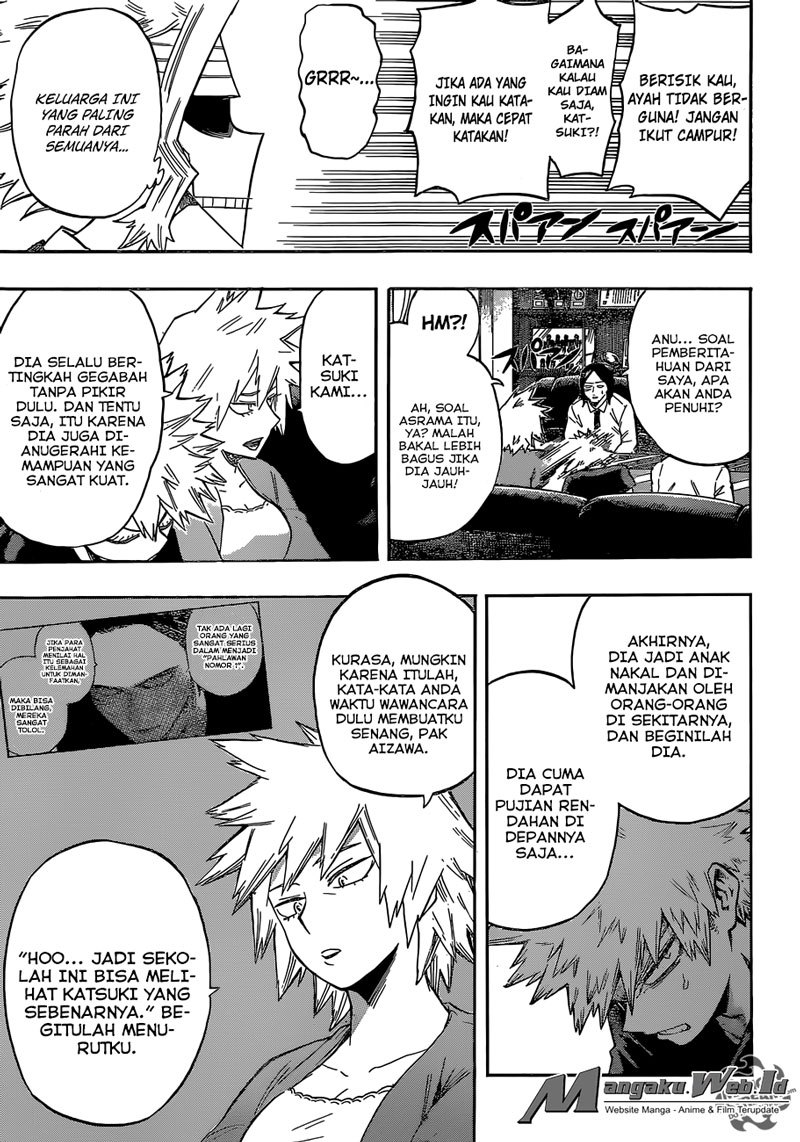 BERISIK KAU,
AYAH TIDAK BER-
GUNA! JANGAN
IKUT CAMPUR!
BA-
GAIMANA
KALAU
KAU DIAM
SAJA,
KAT-
SUKI?!
JIKA ADA YANG
INGIN KAU KATA-
KAN, MAKA CEPAT
KATAKAN!
GRRR~...
KELUARGA INI
YANG PALING
PARAH DARI
SEMUANYA...
スパァン
スパァン
ANU... SOAL
PEMBERITA-
HUAN DARI
SAYA, APA
AKAN ANDA
PENUHI?
HM?!
スパァン
AH, SOAL
ASRAMA ITU,
YA? MALAH
BAKAL LEBIH
BAGUS JIKA
DIA JAUH-
JAUH!
KAT-
SUKI
KAMI...
DIA SELALU BER-
TINGKAH GEGABAH
TANPA PIKIR
DULU. DAN TENTU
SAJA, ITU KARENA
DIA JUGA DI-
ANUGERAHI KE-
MAMPUAN YANG
SANGAT KUAT.
AKHIRNYA,
DIA JADI ANAK
NAKAL DAN DI-
MANJAKAN OLEH
ORANG-ORANG
DI SEKITARNYA,
DAN BEGINILAH
DIA.
DIA CUMA
DAPAT
PUJIAN REN-
DAHAN DI
DEPANNYA
SAJA...
KURASA, MUNGKIN
KARENA ITULAH,
KATA-KATA ANDA
WAKTU WAWANCARA
DULU MEMBUATKU
SENANG, PAK
AIZAWA.
TAK ADA LAGI
ORANG YANG
SANGAT SERIUS
DALAM MENJADI
"PAHLAWAN
NOMOR 1".
JIKA PARA
PENJAHAT
MENILAI HAL
ITU SEBAGAI
KELEMAHAN
UNTUK DIMAN-
FAATKAN,
MAKA BISA
DIBILANG,
MEREKA
SANGAT
TOLOL."
"HOO... JADI SEKO-
LAH INI BISA MELI-
HAT KATSUKI YANG
SEBENARNYA." BE-
GITULAH MENU-
RUTKU.
Mangaku.Web.Id
Website Manga - Anime & Film Terupdate